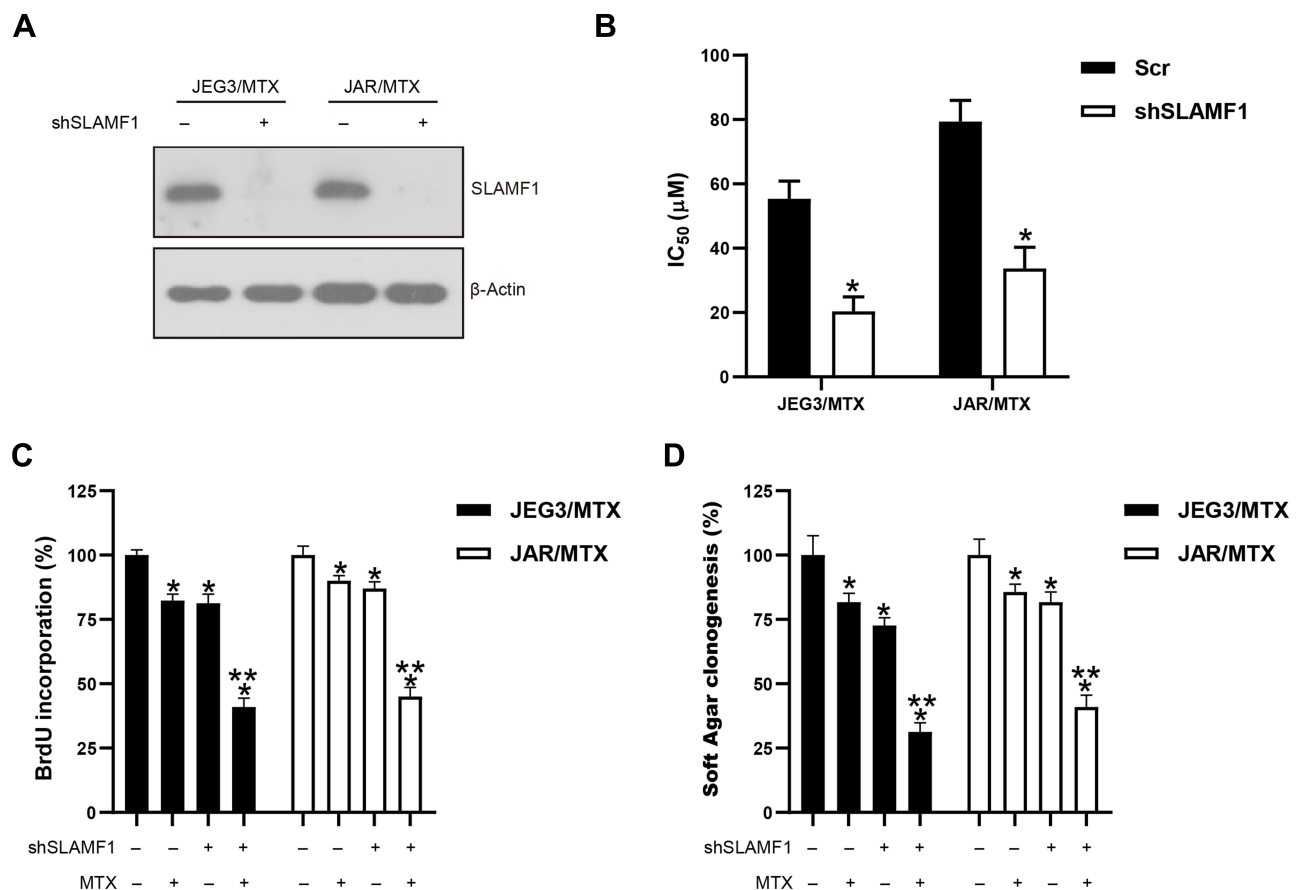 A
JEG3/MTX JAR/MTX
shSLAMF1 – + – +
SLAMF1
β-Actin
B
100
80
60
40
20
0
IC50 (μM)
* *
JEG3/MTX JAR/MTX
Scr
shSLAMF1
C
125
100
75
50
25
0
BrdU incorporation (%)
* * ** * * * ** *
JEG3/MTX
JAR/MTX
shSLAMF1 – – + + – – + +
MTX – + – + – + – +
D
125
100
75
50
25
0
Soft Agar clonogenesis (%)
* * ** * * * ** *
JEG3/MTX
JAR/MTX
shSLAMF1 – – + + – – + +
MTX – + – + – + – +